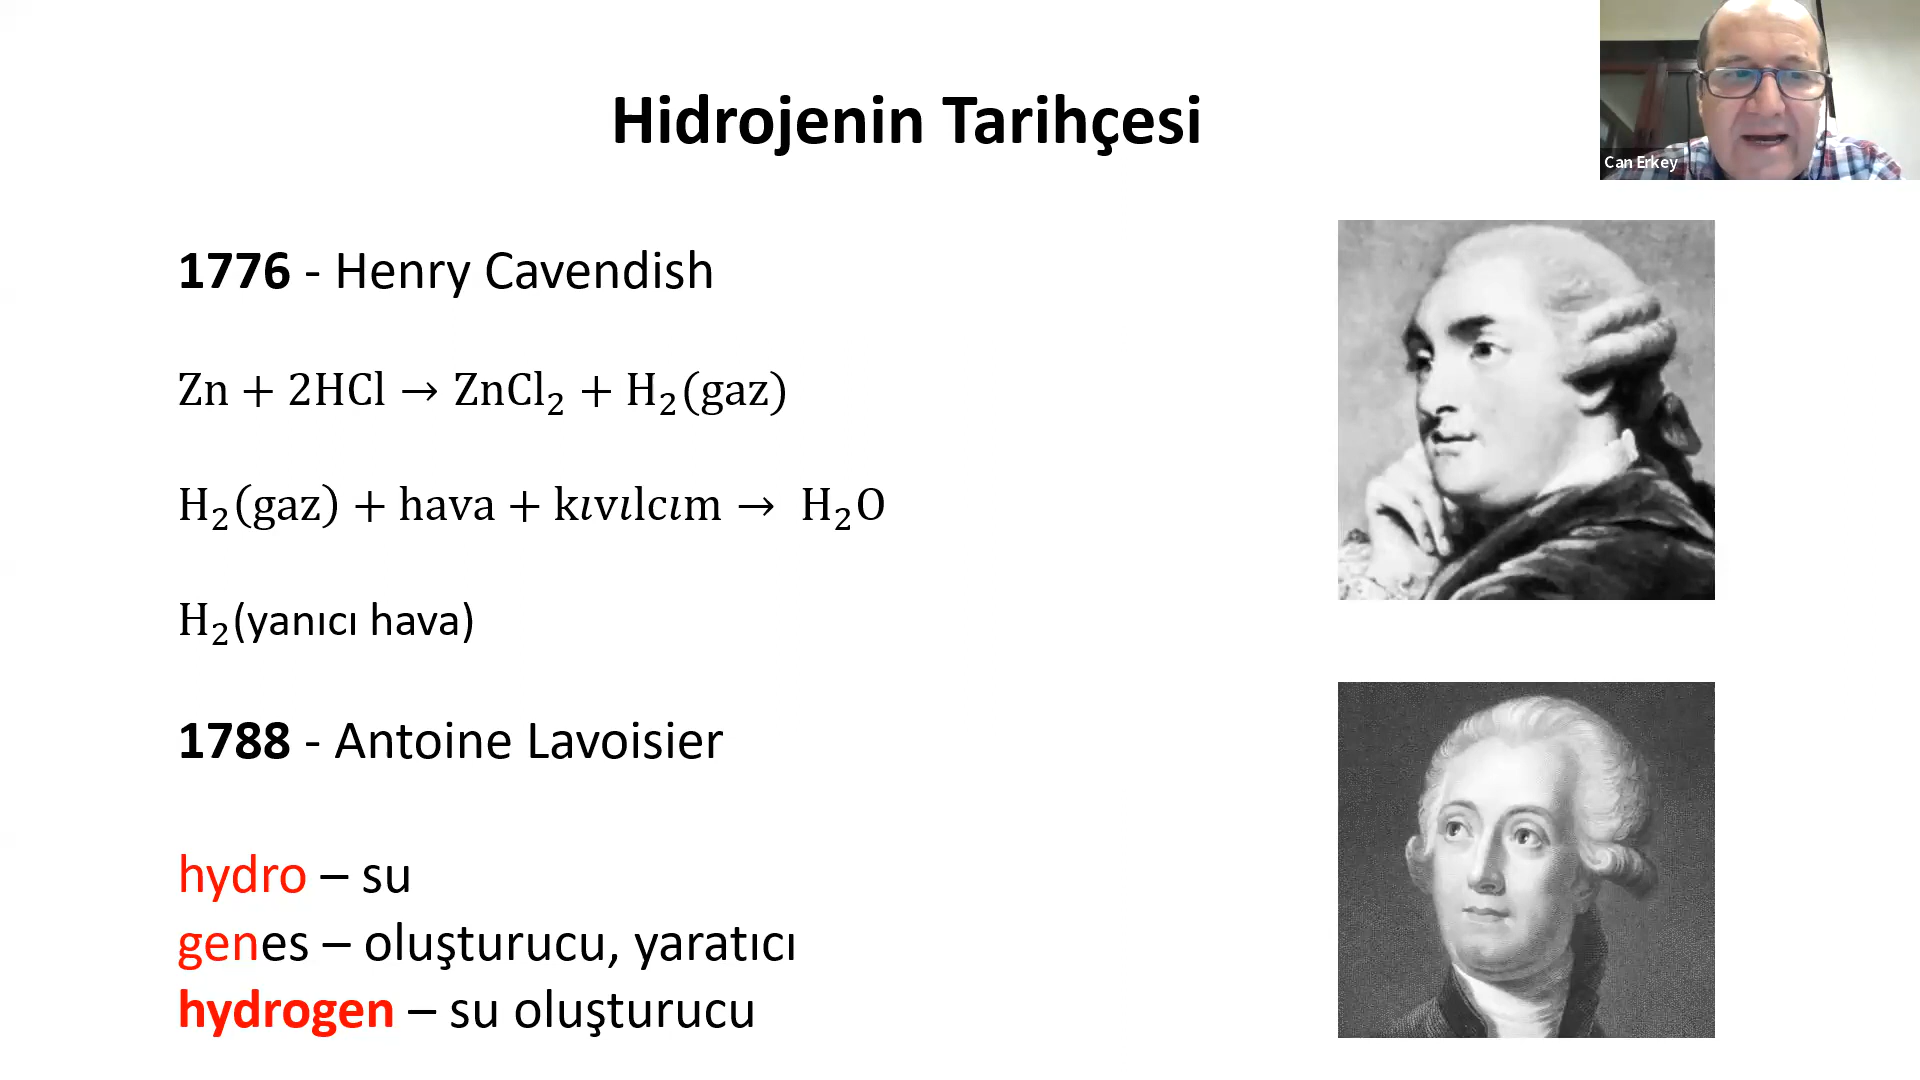 Hidrojenin Tarihçesi
Can Erkey
1776 - Henry Cavendish
Zn + 2HCl → ZnCl₂ + H₂(gaz)
H₂(gaz) + hava + kıvılcım → H₂O
H₂(yanıcı hava)
1788 - Antoine Lavoisier
hydro – su
genes – oluşturucu, yaratıcı
hydrogen – su oluşturucu